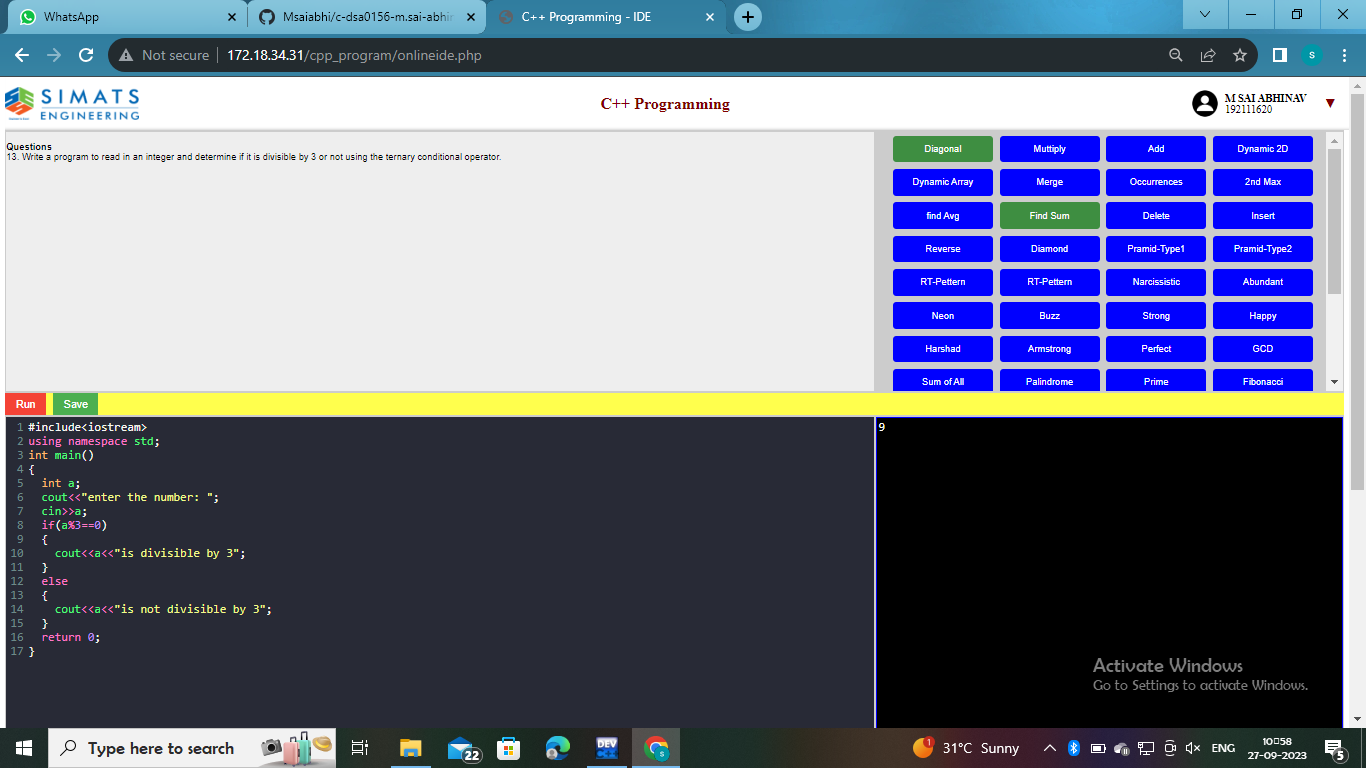 WhatsApp
Msaiabhi/c-dsa0156-m.sai-abhin
C++ Programming - IDE
Not secure
172.18.34.31/cpp_program/onlineide.php
s
SIMATS
ENGINEERING
C++ Programming
M SAI ABHINAV
192111620
Questions
13. Write a program to read in an integer and determine if it is divisible by 3 or not using the ternary conditional operator.
Diagonal Muttiply Add Dynamic 2D
Dynamic Array Merge Occurrences 2nd Max
find Avg Find Sum Delete Insert
Reverse Diamond Pramid-Type1 Pramid-Type2
RT-Pettern RT-Pettern Narcissistic Abundant
Neon Buzz Strong Happy
Harshad Armstrong Perfect GCD
Sum of All Palindrome Prime Fibonacci
Run Save
1 #include<iostream>
2 using namespace std;
3 int main()
4 {
5 int a;
6 cout<<"enter the number: ";
7 cin>>a;
8 if(a%3==0)
9 {
10 cout<<a<<"is divisible by 3";
11 }
12 else
13 {
14 cout<<a<<"is not divisible by 3";
15 }
16 return 0;
17 }
9
Activate Windows
Go to Settings to activate Windows.
Type here to search
22
DEV
s
1
31°C Sunny
ENG
10:58
27-09-2023
5